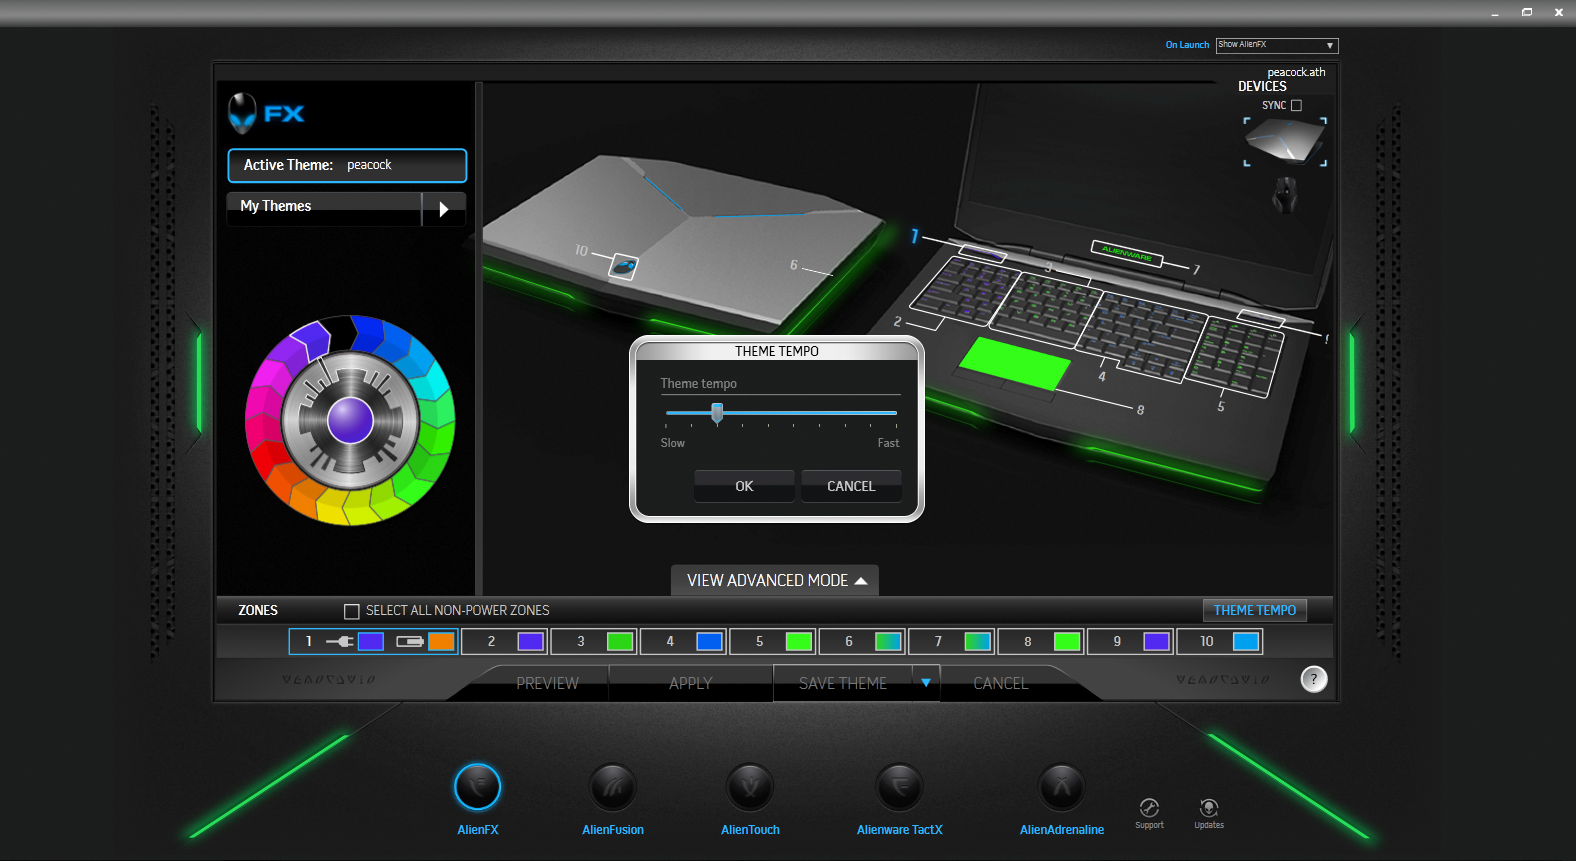 On Launch
Show AlienFX
peacock.ath
DEVICES
SYNC
FX
Active Theme: peacock
My Themes
10
6
1
ALIENWARE
7
3
2
4
8
5
9
THEME TEMPO
Theme tempo
Slow
Fast
OK
CANCEL
VIEW ADVANCED MODE
ZONES
SELECT ALL NON-POWER ZONES
THEME TEMPO
1
2
3
4
5
6
7
8
9
10
PREVIEW
APPLY
SAVE THEME
CANCEL
?
AlienFX
AlienFusion
AlienTouch
Alienware TactX
AlienAdrenaline
Support
Updates